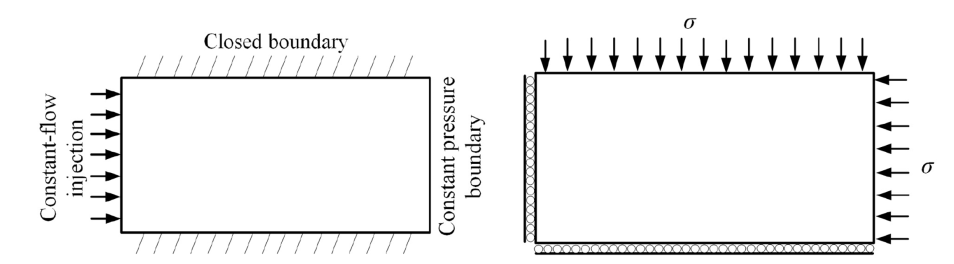 Closed boundary
Constant-flow
injection
Constant pressure
boundary
σ
σ